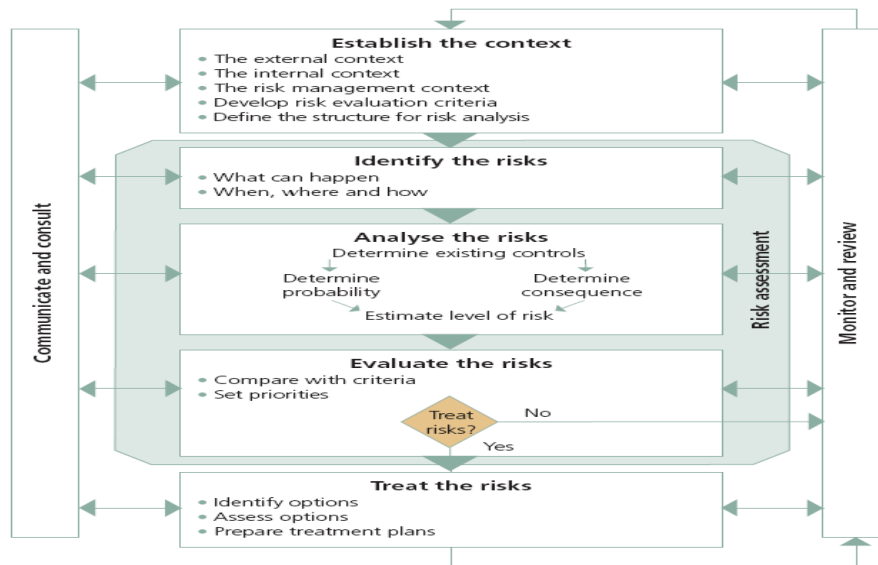 Establish the context
• The external context
• The internal context
• The risk management context
• Develop risk evaluation criteria
• Define the structure for risk analysis
Identify the risks
• What can happen
• When, where and how
Analyse the risks
Determine existing controls
Determine probability
Determine consequence
Estimate level of risk
Evaluate the risks
• Compare with criteria
• Set priorities
Treat risks?
No
Yes
Treat the risks
• Identify options
• Assess options
• Prepare treatment plans
Communicate and consult
Risk assessment
Monitor and review